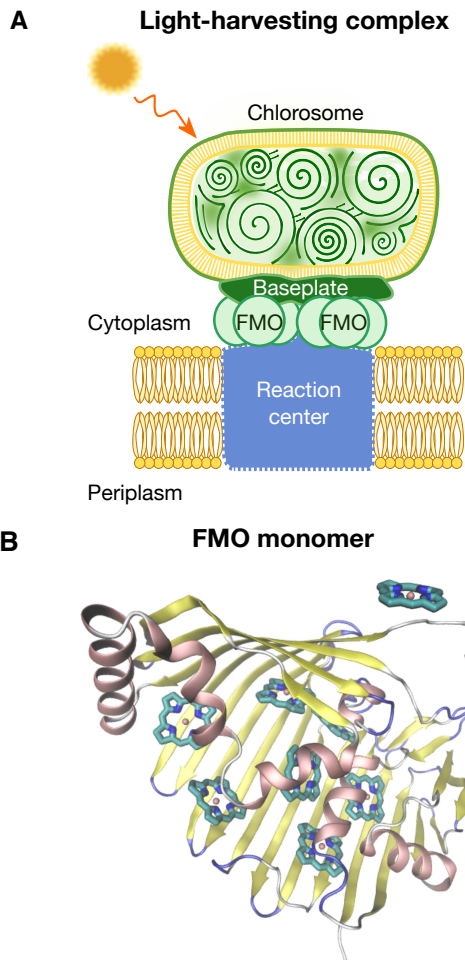 A
Light-harvesting complex
Chlorosome
Baseplate
FMO FMO
Cytoplasm
Reaction
center
Periplasm
B
FMO monomer